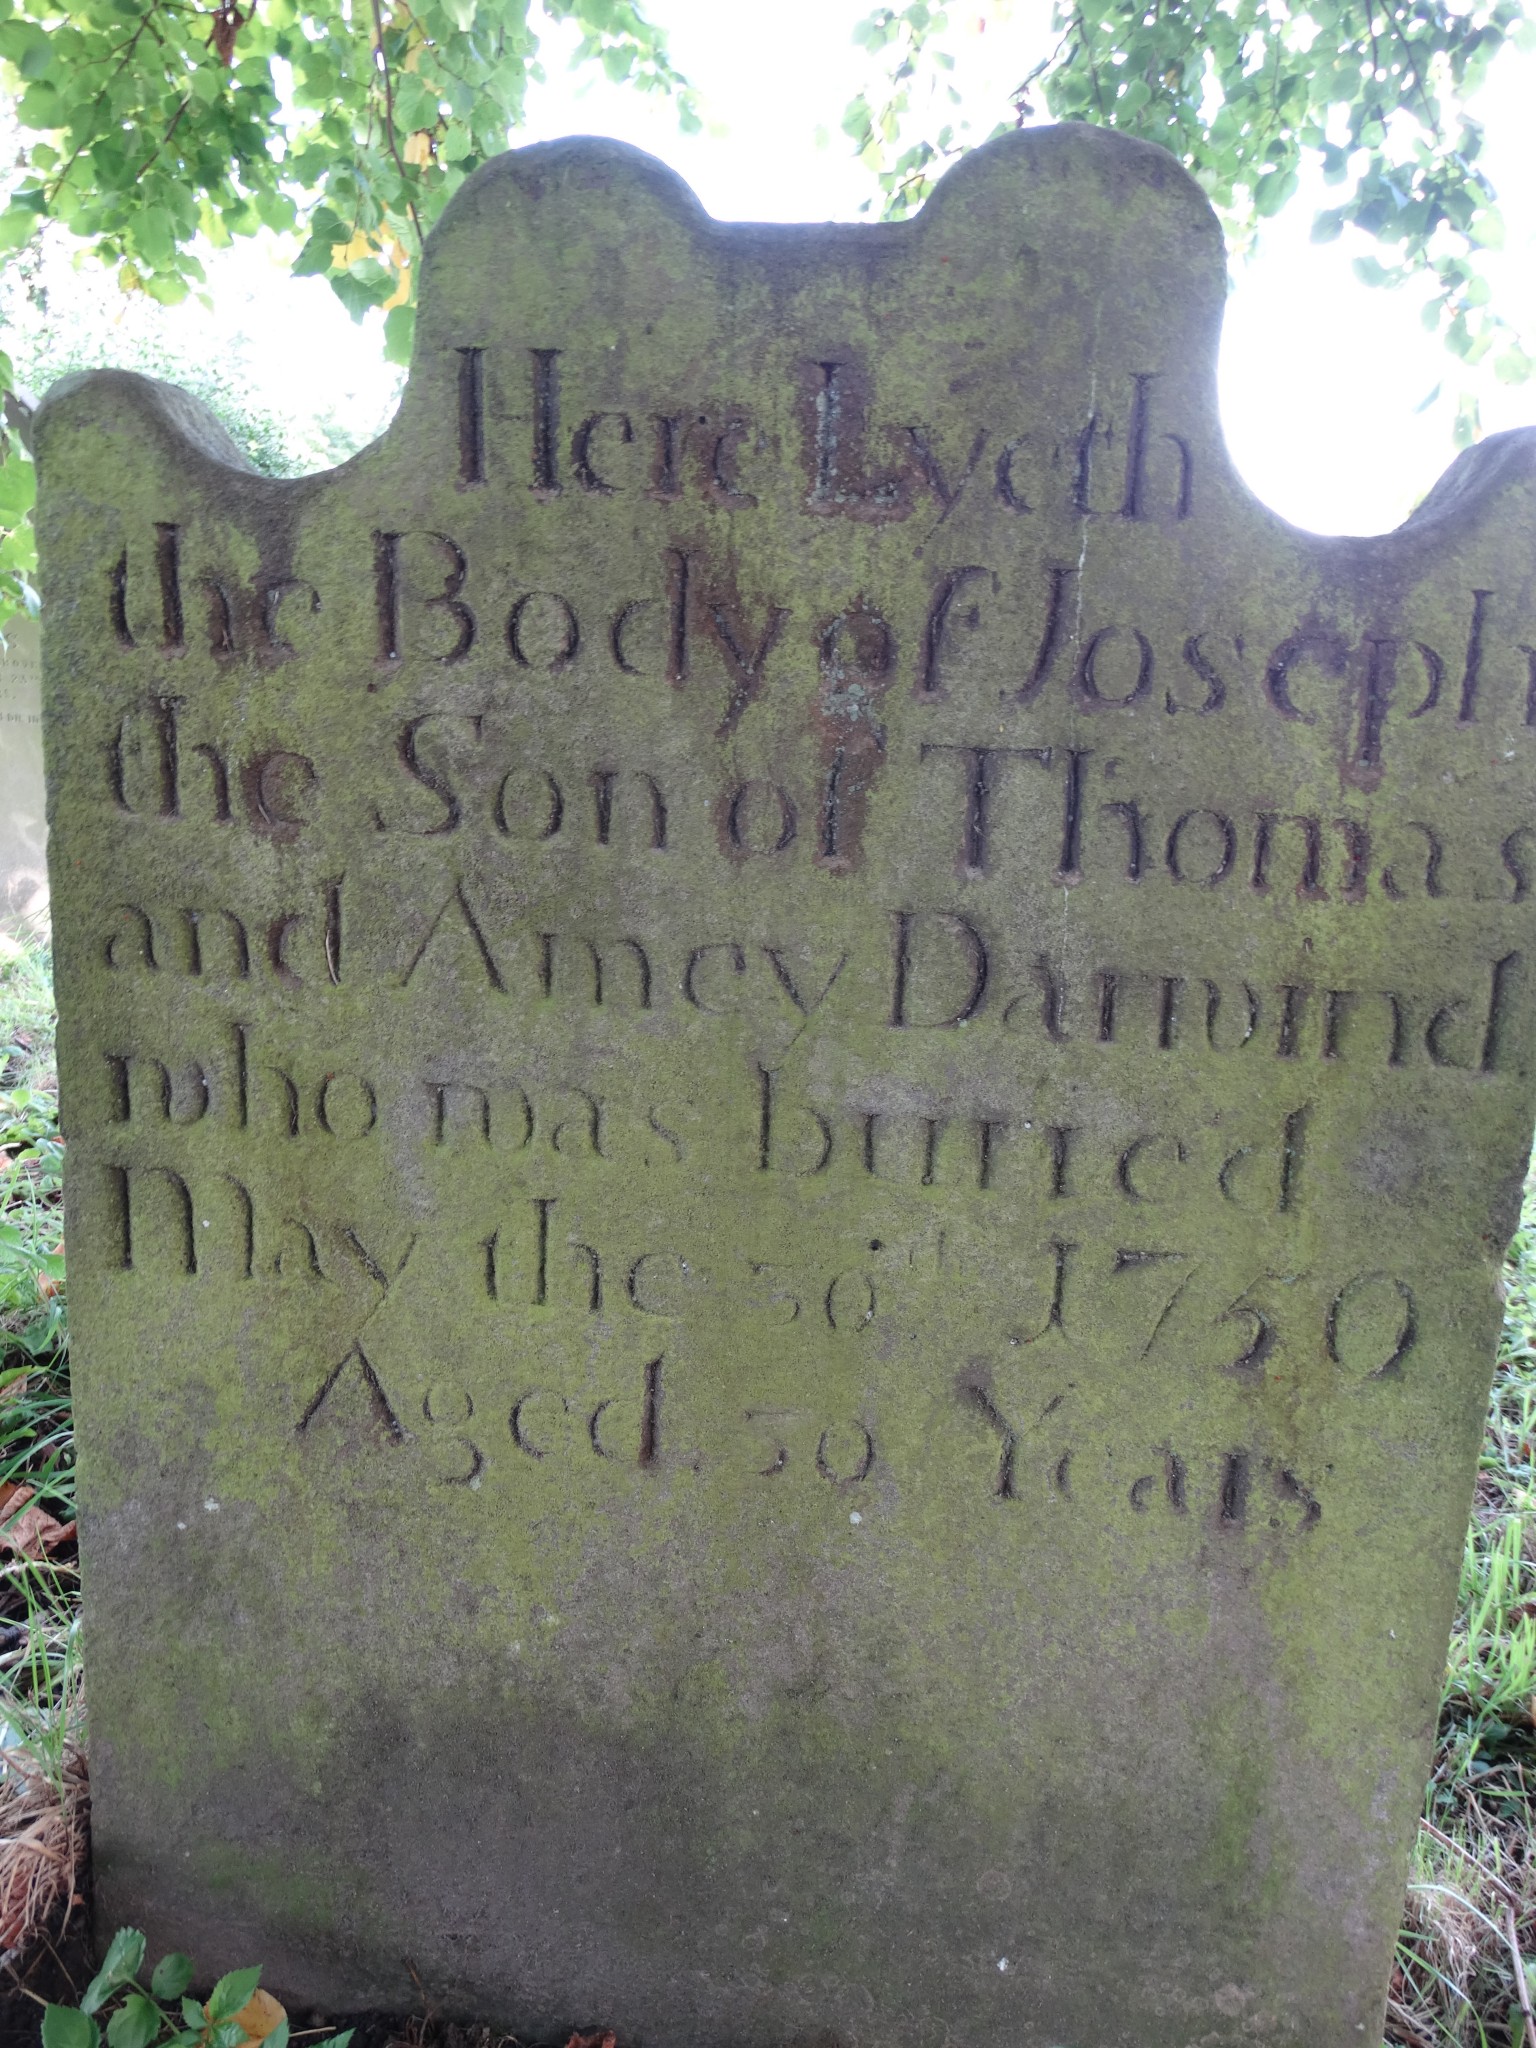 Here Lyeth
the Body of Joseph
the Son of Thomas
and Amey Darwind
who was buried
May the 30th 1750
Aged 30 Years